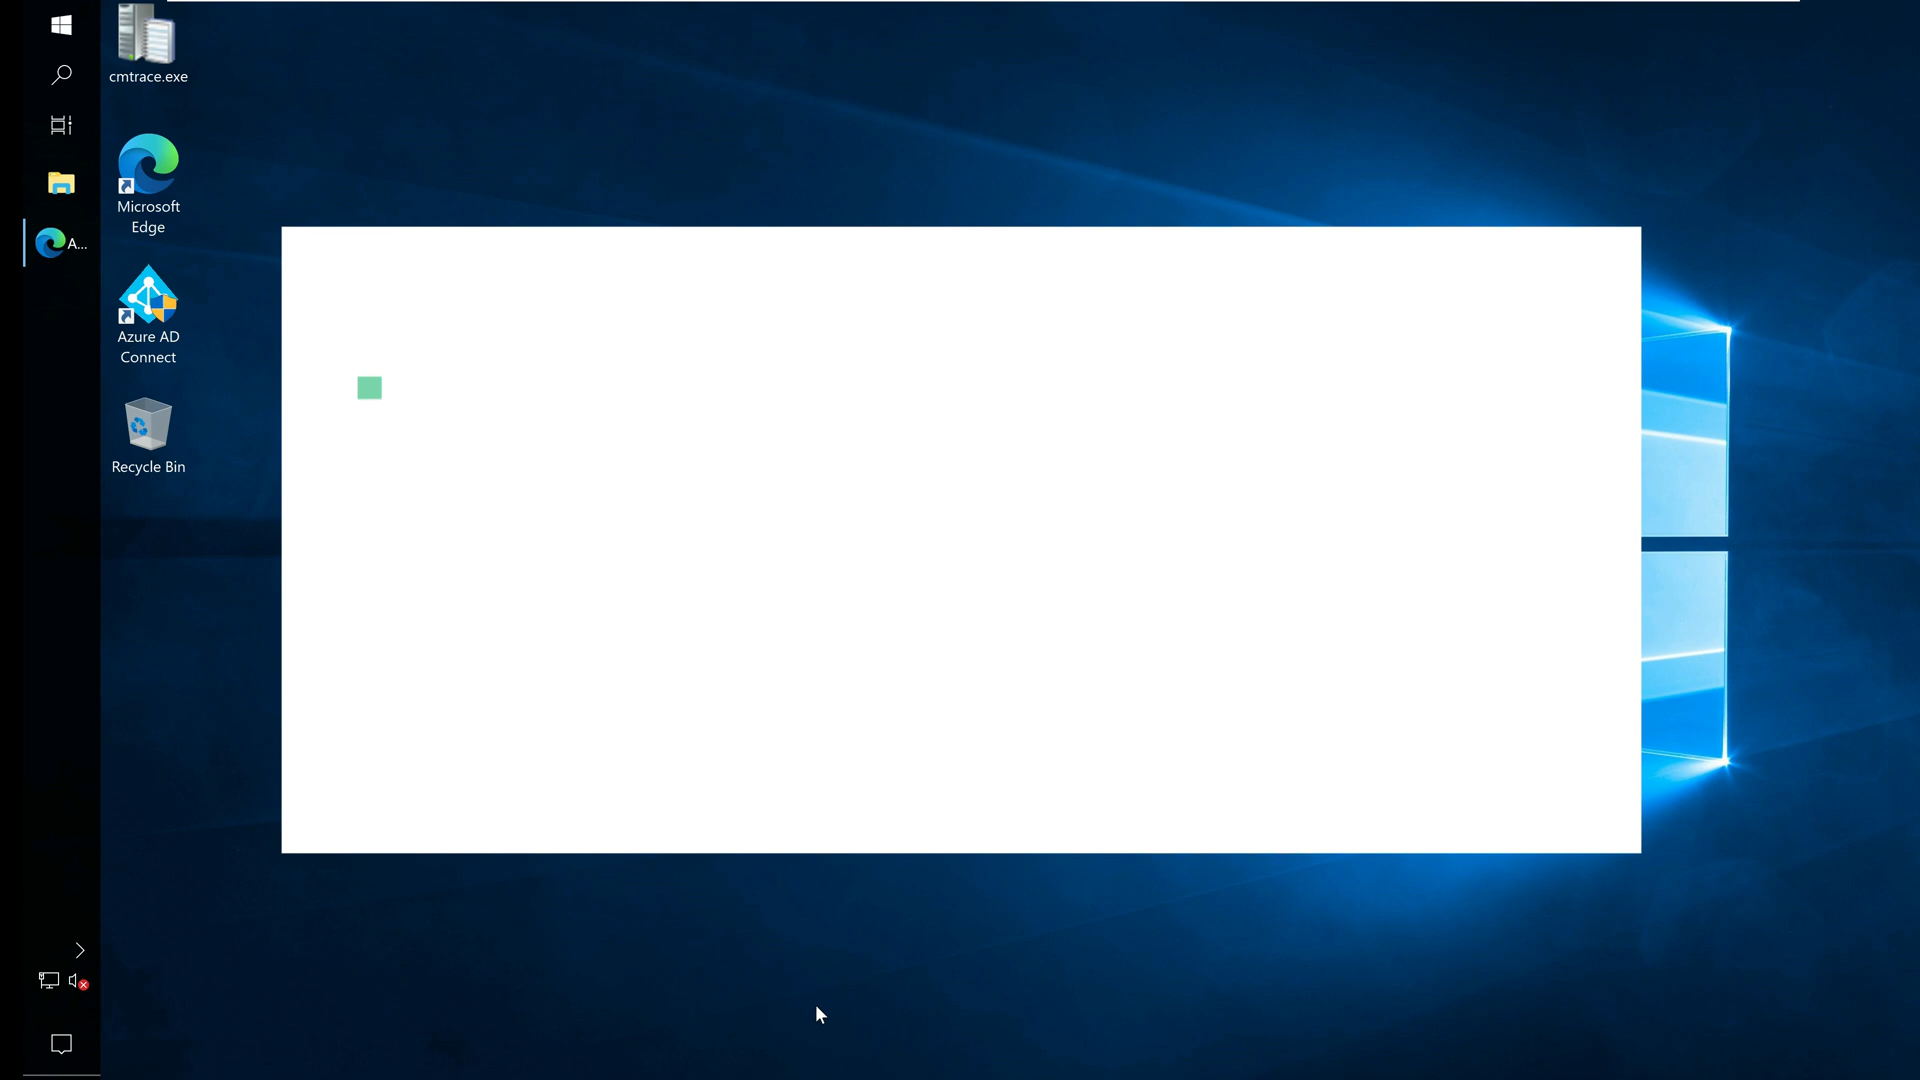 cmtrace.exe
Microsoft
Edge
A...
Azure AD
Connect
Recycle Bin